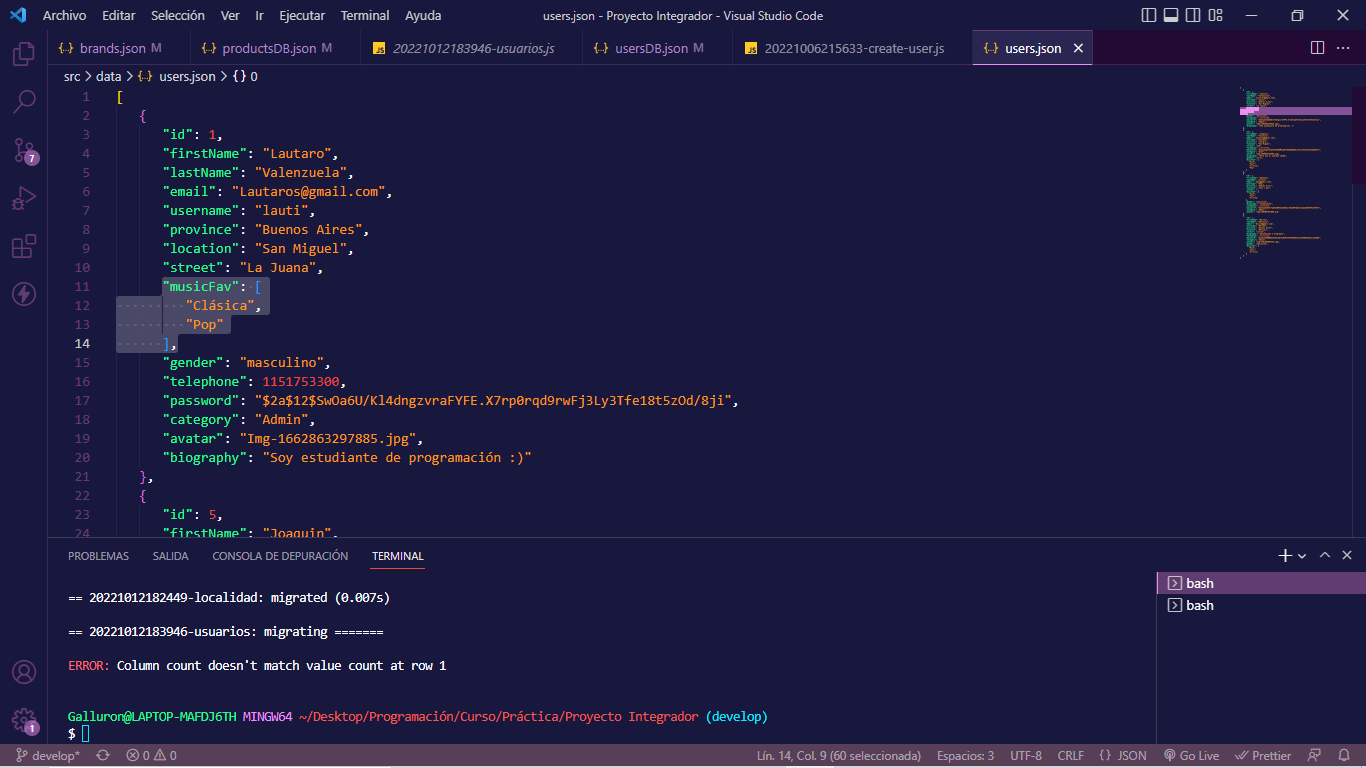 Archivo Editar Selección Ver Ir Ejecutar Terminal Ayuda users.json - Proyecto Integrador - Visual Studio Code
{..} brands.json M {..} productsDB.json M JS 20221012183946-usuarios.js {..} usersDB.json M JS 20221006215633-create-user.js {..} users.json
src > data > {..} users.json > {} 0
1 [
2 {
3 "id": 1,
4 "firstName": "Lautaro",
5 "lastName": "Valenzuela",
6 "email": "Lautaros@gmail.com",
7 "username": "lauti",
8 "province": "Buenos Aires",
9 "location": "San Miguel",
10 "street": "La Juana",
11 "musicFav": [
12 "Clásica",
13 "Pop"
14 ],
15 "gender": "masculino",
16 "telephone": 1151753300,
17 "password": "$2a$12$SwOa6U/Kl4dngzvraFYFE.X7rp0rqd9rwFj3Ly3Tfe18t5zOd/8ji",
18 "category": "Admin",
19 "avatar": "Img-1662863297885.jpg",
20 "biography": "Soy estudiante de programación :)"
21 },
22 {
23 "id": 5,
24 "firstName": "Joaquin",
7
1
PROBLEMAS SALIDA CONSOLA DE DEPURACIÓN TERMINAL
bash
bash
== 20221012182449-localidad: migrated (0.007s)
== 20221012183946-usuarios: migrating =======
ERROR: Column count doesn't match value count at row 1
Galluron@LAPTOP-MAFDJ6TH MINGW64 ~/Desktop/Programación/Curso/Práctica/Proyecto Integrador (develop)
$
develop* 0 0 Lín. 14, Col. 9 (60 seleccionada) Espacios: 3 UTF-8 CRLF {} JSON Go Live Prettier